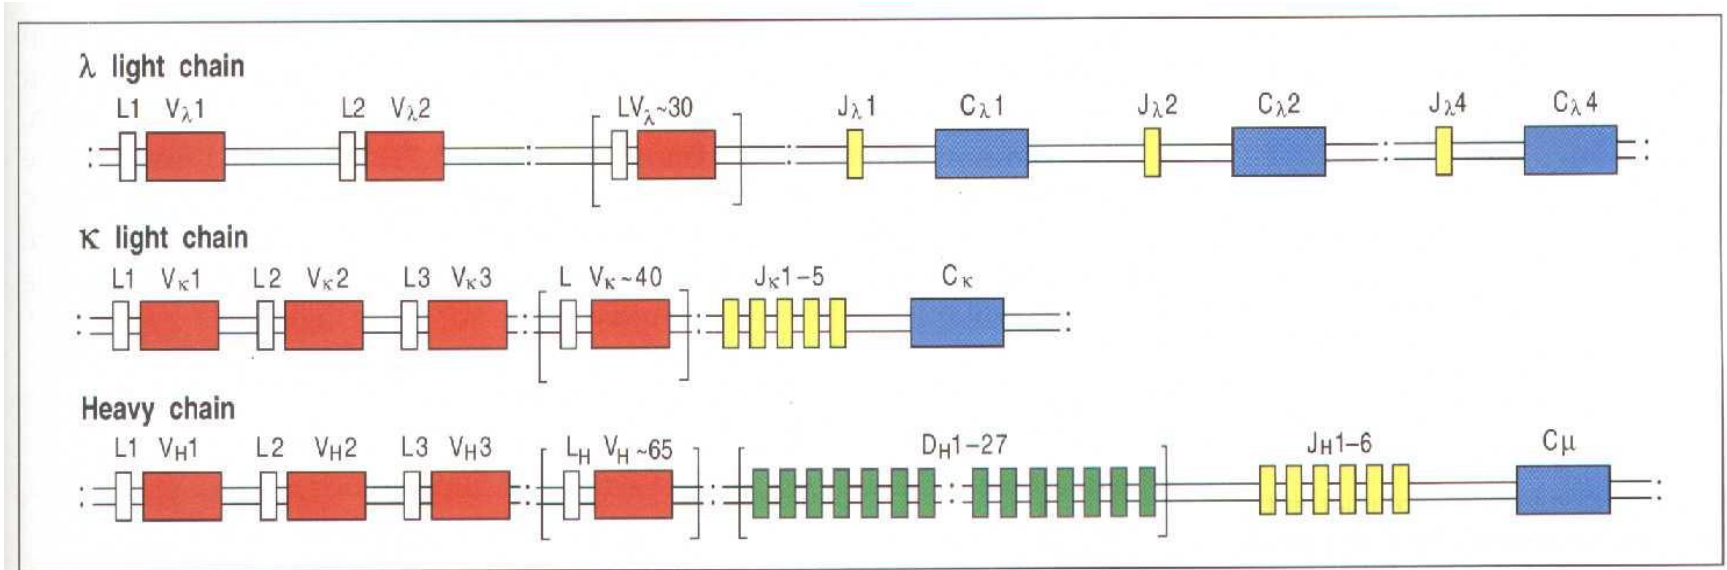 λ light chain
L1 Vλ1 L2 Vλ2 LVλ~30 Jλ1 Cλ1 Jλ2 Cλ2 Jλ4 Cλ4
κ light chain
L1 Vκ1 L2 Vκ2 L3 Vκ3 L Vκ~40 Jκ1-5 Cκ
Heavy chain
L1 VH1 L2 VH2 L3 VH3 LH VH~65 DH1-27 JH1-6 Cμ